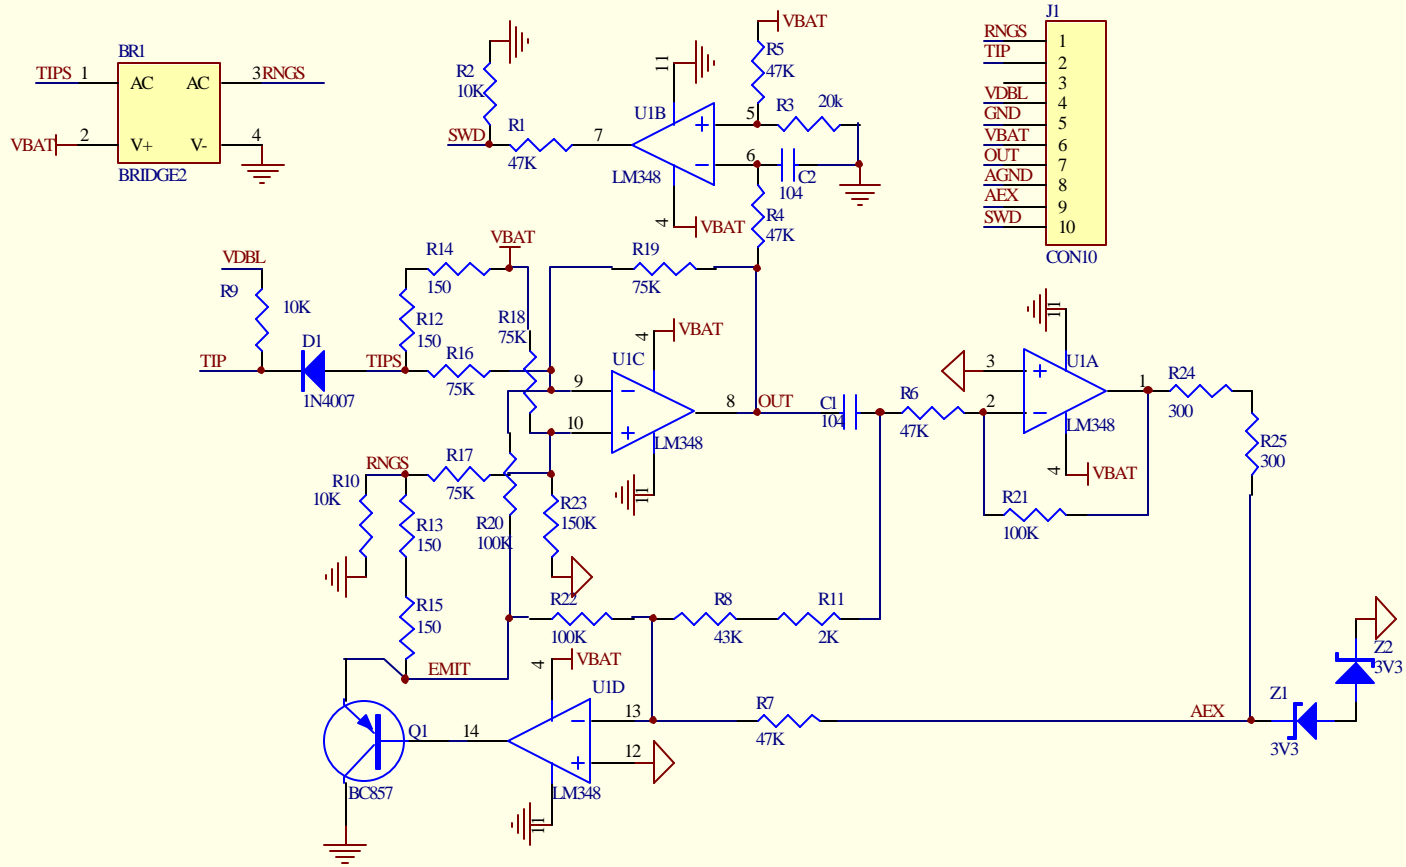 BR1
TIPS 1 AC AC 3 RNGS
VBAT 2 V+ V- 4
BRIDGE2
R2
10K
SWD
R1
47K
7
U1B
LM348
11
4
VBAT
5
6
VBAT
R5
47K
R3 20k
C2
104
R4
47K
J1
RNGS 1
TIP 2
3
VDBL 4
GND 5
VBAT 6
OUT 7
AGND 8
AEX 9
SWD 10
CON10
VDBL
R9
10K
TIP
D1
1N4007
TIPS
R14
150
VBAT
R12
150
R16
75K
R18
75K
R19
75K
U1C
4
VBAT
9
10
8
OUT
LM348
11
C1
104
R6
47K
11
3
2
U1A
1
LM348
4
VBAT
R21
100K
R24
300
R25
300
RNGS
R10
10K
R17
75K
R13
150
R20
100K
R23
150K
R15
150
R22
100K
R8
43K
R11
2K
EMIT
4
VBAT
U1D
13
12
14
LM348
11
Q1
BC857
R7
47K
AEX
Z1
3V3
Z2
3V3